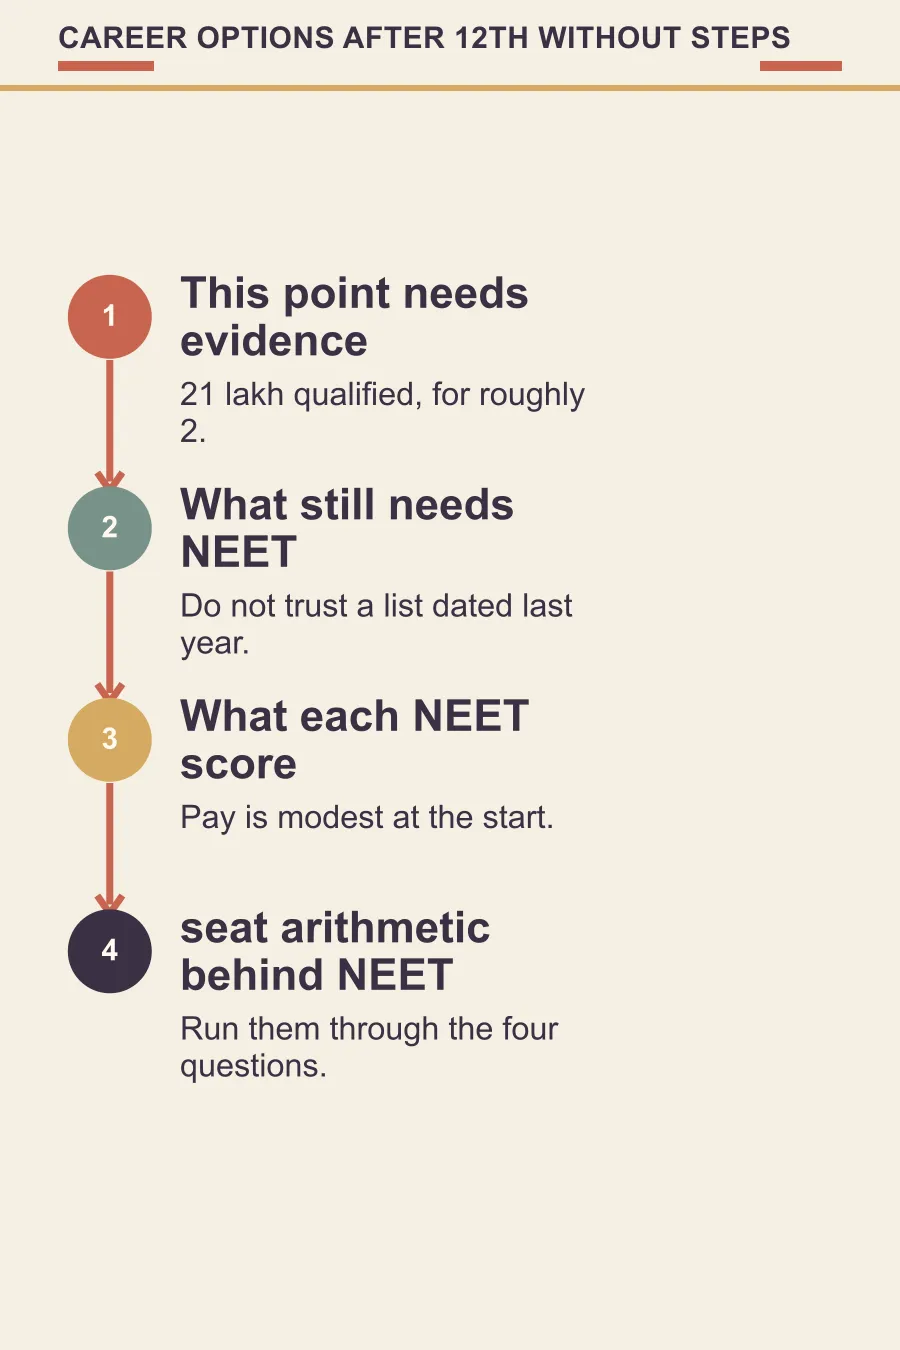 CAREER OPTIONS AFTER 12TH WITHOUT STEPS
1
This point needs
evidence
21 lakh qualified, for roughly
2.
2
What still needs
NEET
Do not trust a list dated last
year.
3
What each NEET
score
Pay is modest at the start.
4
seat arithmetic
behind NEET
Run them through the four
questions.